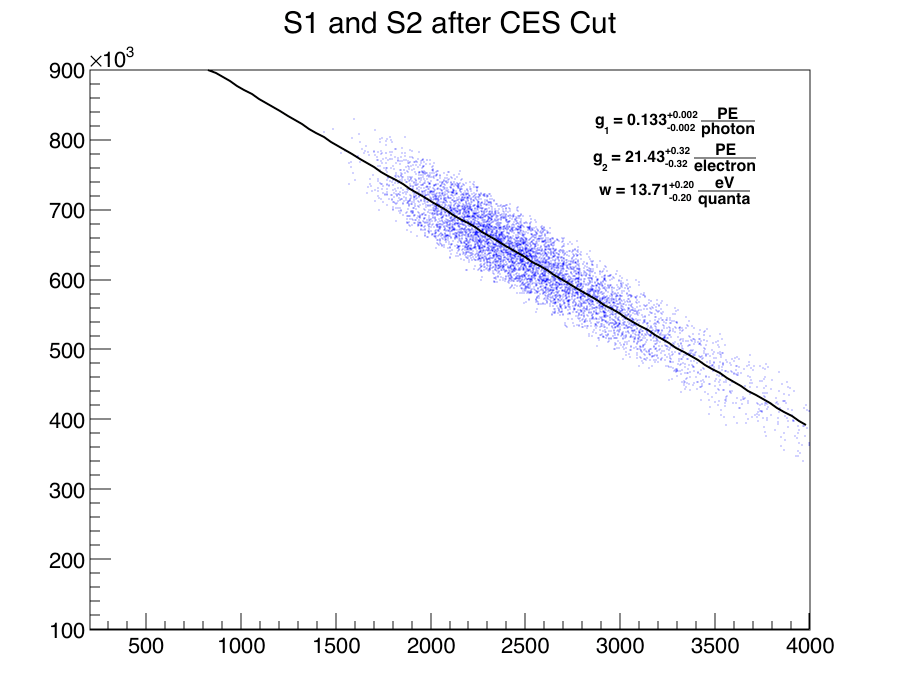 S1 and S2 after CES Cut
×10³
900
800
700
600
500
400
300
200
100
g₁ = 0.133 +0.002 -0.002 PE/photon
g₂ = 21.43 +0.32 -0.32 PE/electron
w = 13.71 +0.20 -0.20 eV/quanta
500 1000 1500 2000 2500 3000 3500 4000